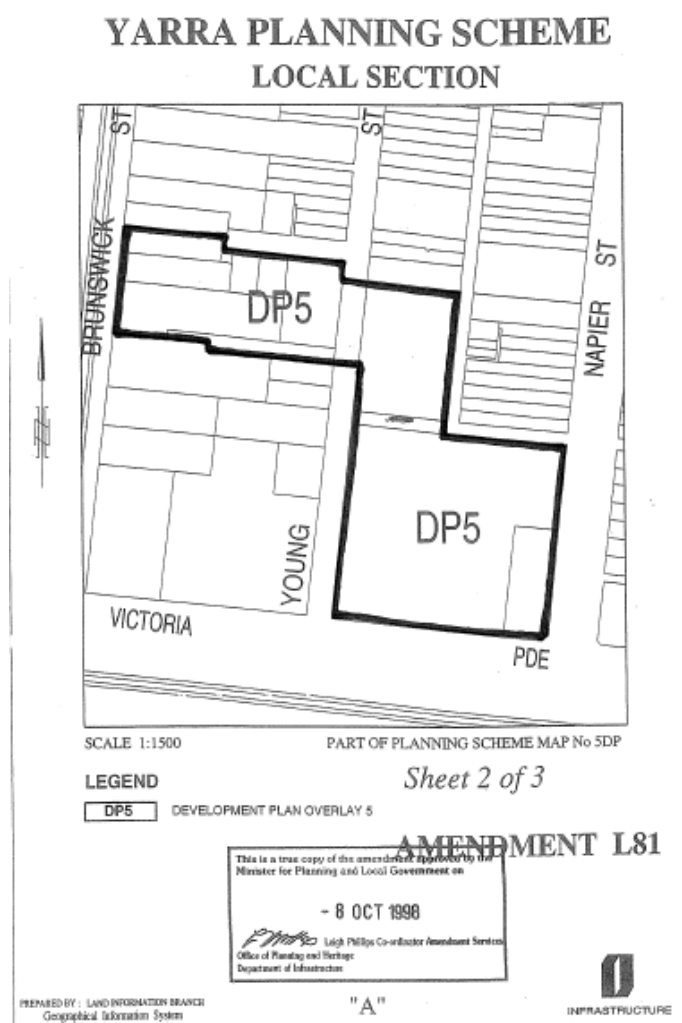 YARRA PLANNING SCHEME
LOCAL SECTION
ST
ST
BRUNSWICK
DP5
NAPIER ST
DP5
YOUNG
VICTORIA
PDE
SCALE 1:1500
PART OF PLANNING SCHEME MAP No 5DP
LEGEND
Sheet 2 of 3
DP5
DEVELOPMENT PLAN OVERLAY 5
AMENDMENT L81
This is a true copy of the amendment approved by the
Minister for Planning and Local Government on
- 8 OCT 1998
Leigh Phillips Co-ordinator Amendment Services
Office of Planning and Heritage
Department of Infrastructure
PREPARED BY : LAND INFORMATION BRANCH
Geographical Information System
"A"
INFRASTRUCTURE